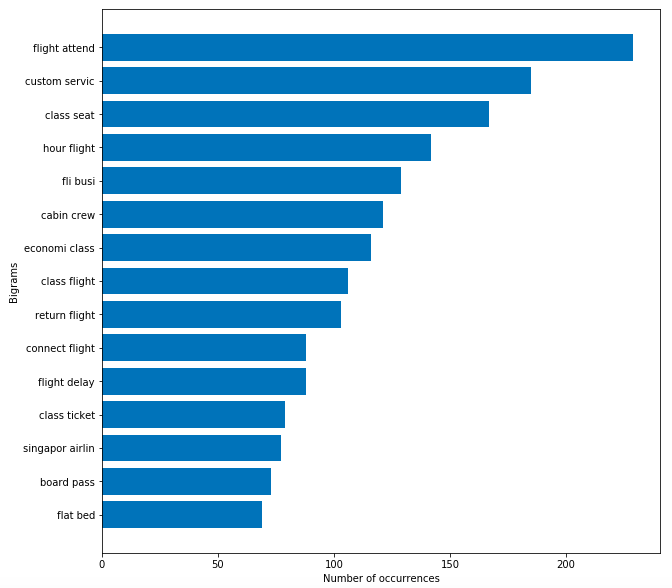 Bigrams
flight attend
custom servic
class seat
hour flight
fli busi
cabin crew
economi class
class flight
return flight
connect flight
flight delay
class ticket
singapor airlin
board pass
flat bed
0 50 100 150 200
Number of occurrences